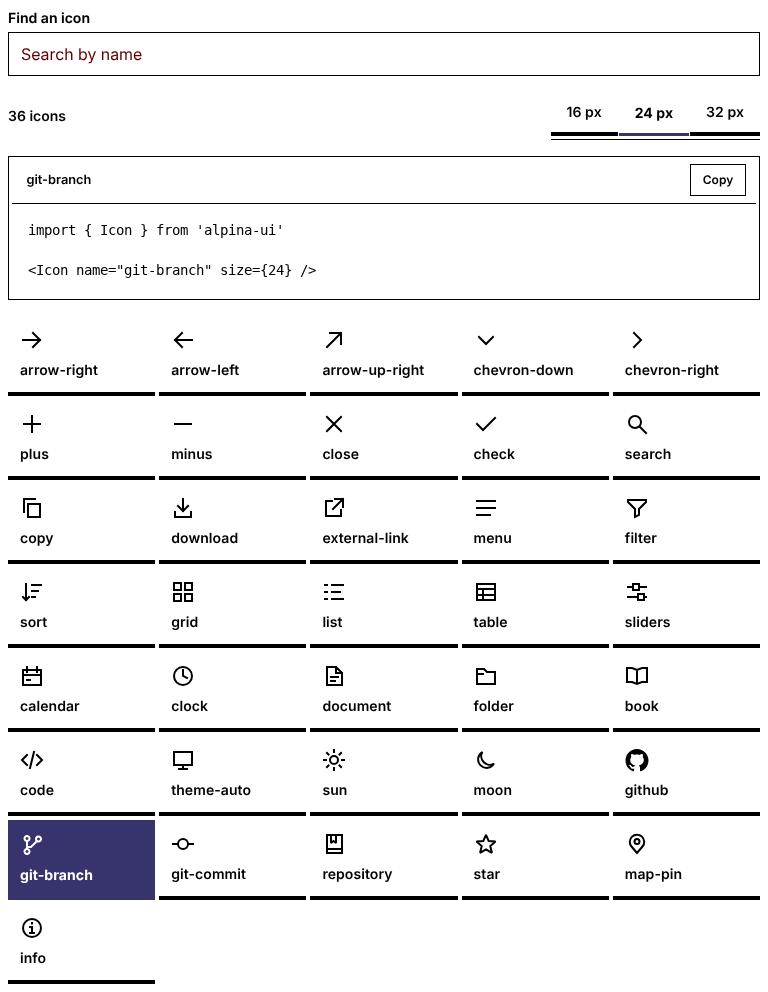 Find an icon
Search by name
36 icons
16 px 24 px 32 px
git-branch Copy
import { Icon } from 'alpina-ui'
<Icon name="git-branch" size={24} />
arrow-right arrow-left arrow-up-right chevron-down chevron-right
plus minus close check search
copy download external-link menu filter
sort grid list table sliders
calendar clock document folder book
code theme-auto sun moon github
git-branch git-commit repository star map-pin
info